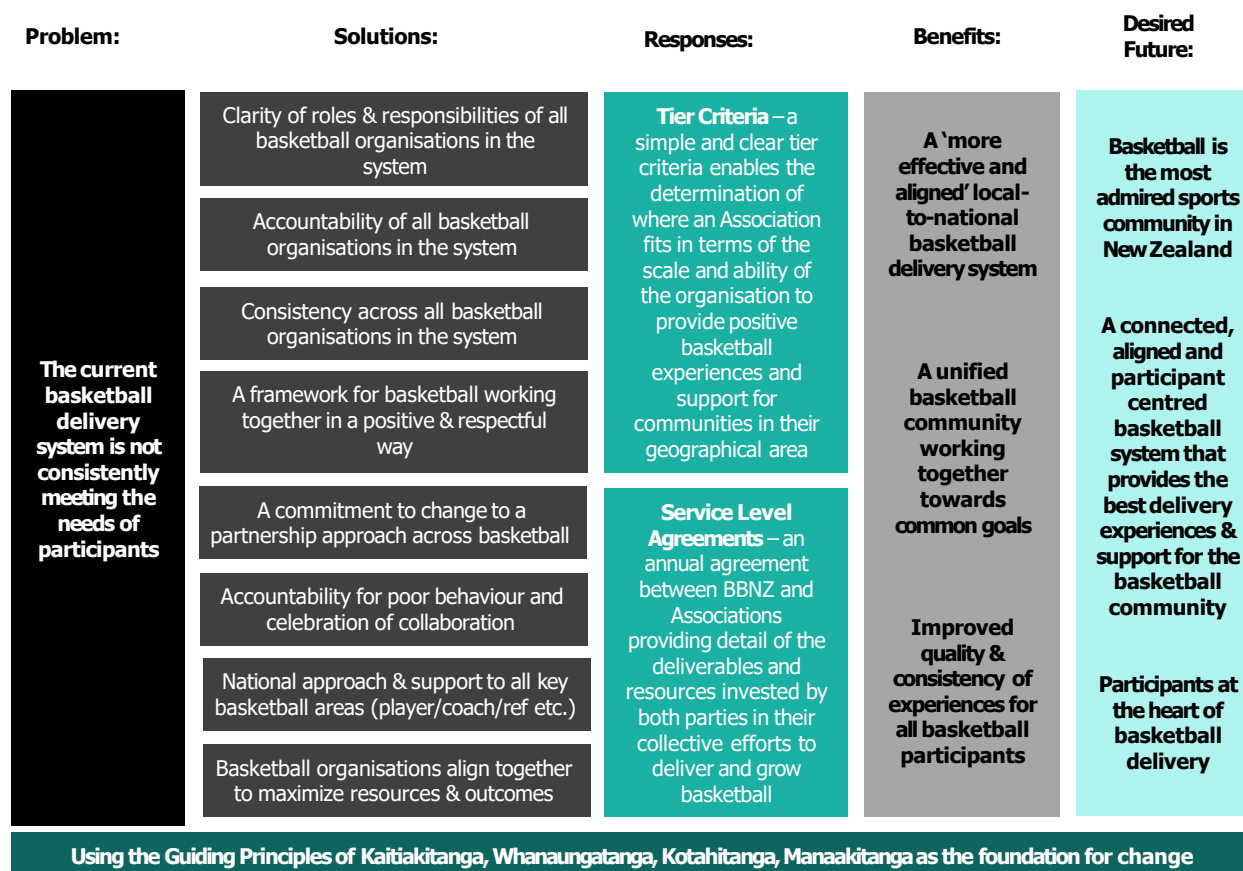 Problem:
Solutions:
Responses:
Benefits:
Desired
Future:
The current
basketball
delivery
system is not
consistently
meeting the
needs of
participants
Clarity of roles & responsibilities of all
basketball organisations in the
system
Accountability of all basketball
organisations in the system
Consistency across all basketball
organisations in the system
A framework for basketball working
together in a positive & respectful
way
A commitment to change to a
partnership approach across basketball
Accountability for poor behaviour and
celebration of collaboration
National approach & support to all key
basketball areas (player/coach/ref etc.)
Basketball organisations align together
to maximize resources & outcomes
Tier Criteria – a
simple and clear tier
criteria enables the
determination of
where an Association
fits in terms of the
scale and ability of
the organisation to
provide positive
basketball
experiences and
support for
communities in their
geographical area
Service Level
Agreements – an
annual agreement
between BBNZ and
Associations
providing detail of the
deliverables and
resources invested by
both parties in their
collective efforts to
deliver and grow
basketball
A ‘more
effective and
aligned’ local-
to-national
basketball
delivery system
A unified
basketball
community
working
together
towards
common goals
Improved
quality &
consistency of
experiences for
all basketball
participants
Basketball is
the most
admired sports
community in
New Zealand
A connected,
aligned and
participant
centred
basketball
system that
provides the
best delivery
experiences &
support for the
basketball
community
Participants at
the heart of
basketball
delivery
Using the Guiding Principles of Kaitiakitanga, Whanaungatanga, Kotahitanga, Manaakitanga as the foundation for change